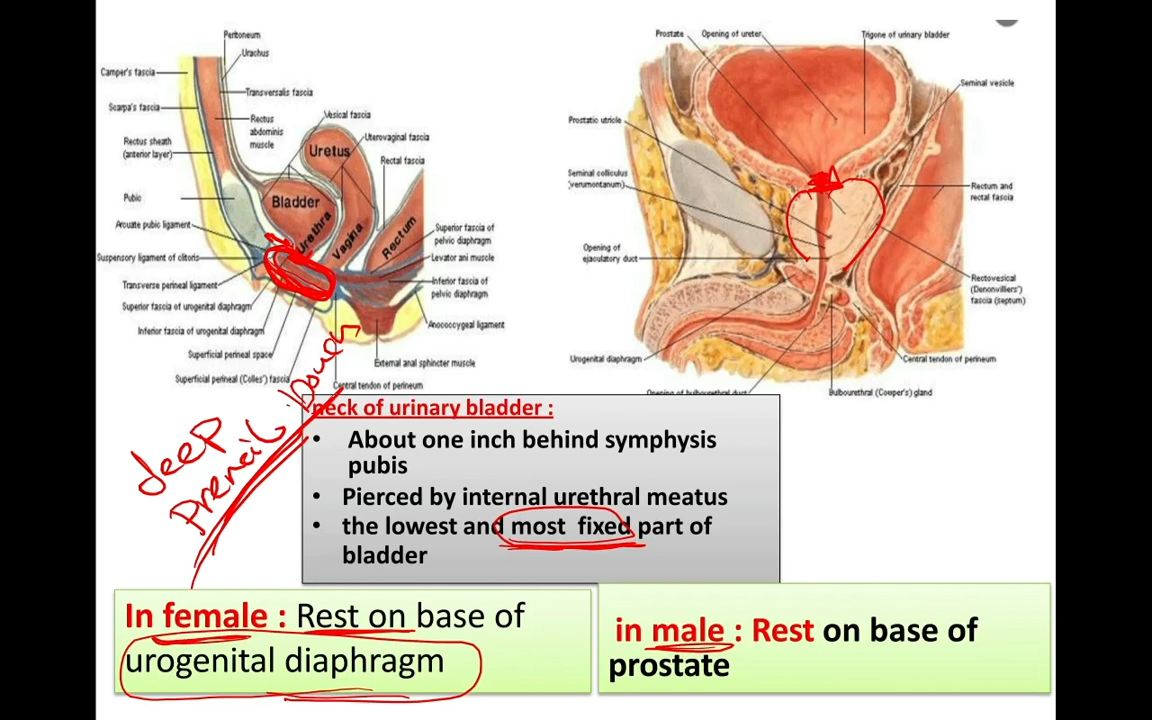 Peritoneum
Urachus
Camper's fascia
Transversalis fascia
Scarpa's fascia
Rectus
abdominis
muscle
Vesical fascia
Uterovaginal fascia
Rectus sheath
(anterior layer)
Uretus
Rectal fascia
Pubic
Bladder
Urethra
Vagina
Rectum
Arcuate pubic ligament
Superior fascia of
pelvic diaphragm
Suspensory ligament of clitoris
Levator ani muscle
Transverse perineal ligament
Inferior fascia of
pelvic diaphragm
Superior fascia of urogenital diaphragm
Inferior fascia of urogenital diaphragm
Anococcygeal ligament
Superficial perineal space
External anal sphincter muscle
Superficial perineal (Colles') fascia
Central tendon of perineum
Prostate
Opening of ureter
Trigone of urinary bladder
Seminal vesicle
Prostatic utricle
Seminal colliculus
(verumontanum)
Rectum and
rectal fascia
Opening of
ejaculatory duct
Rectovesical
(Denonvilliers')
fascia (septum)
Urogenital diaphragm
Central tendon of perineum
Opening of bulbourethral duct
Bulbourethral (Cowper's) gland
deep
neck of urinary bladder :
• About one inch behind symphysis
pubis
• Pierced by internal urethral meatus
• the lowest and most fixed part of
bladder
In female : Rest on base of
urogenital diaphragm
in male : Rest on base of
prostate